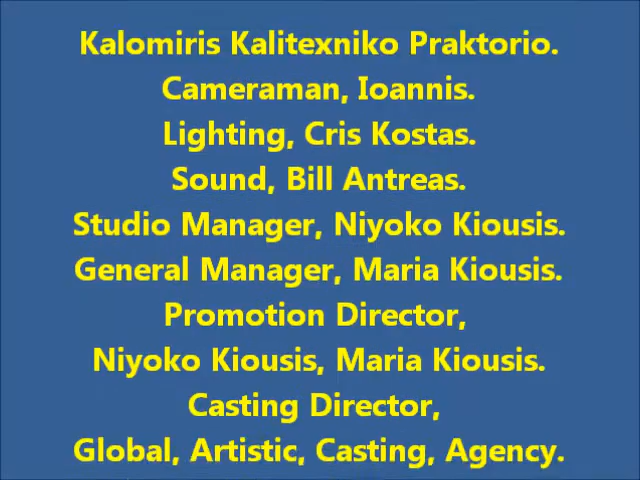 Kalomiris Kalitexniko Praktorio.
Cameraman, Ioannis.
Lighting, Cris Kostas.
Sound, Bill Antreas.
Studio Manager, Niyoko Kiousis.
General Manager, Maria Kiousis.
Promotion Director,
Niyoko Kiousis, Maria Kiousis.
Casting Director,
Global, Artistic, Casting, Agency.